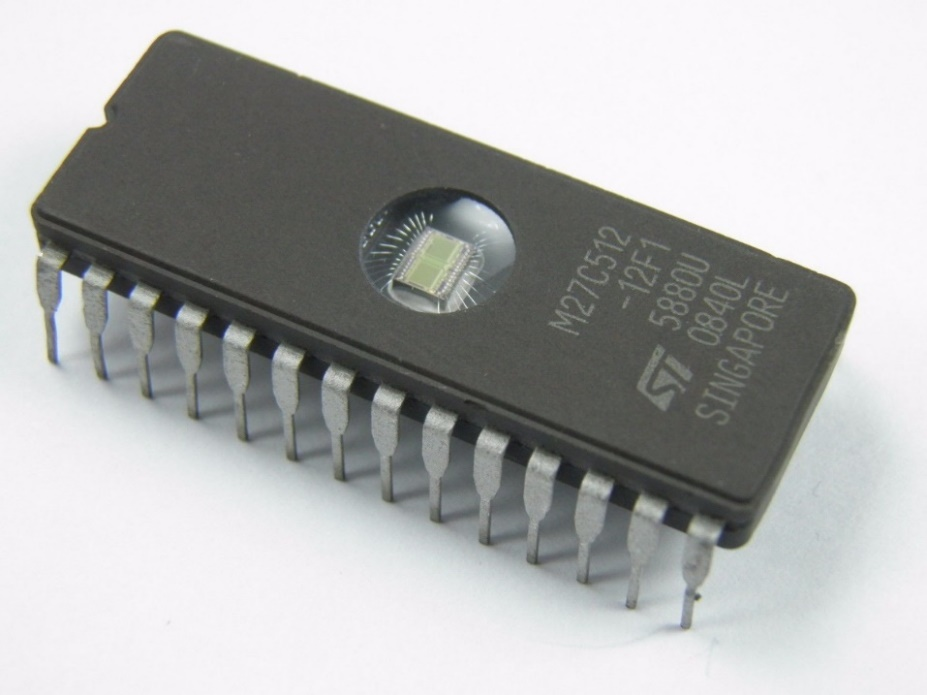 M27C512
-12F1
5880U
ST 0840L
SINGAPORE